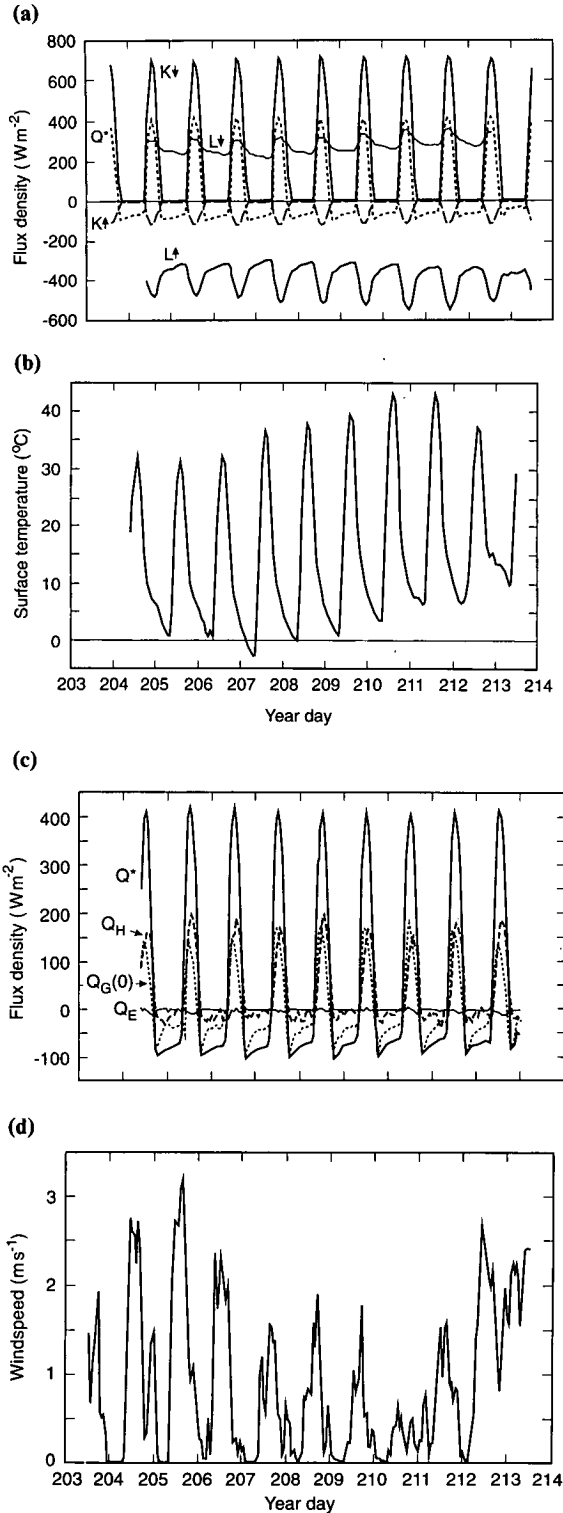 (a)
800
600
400
200
0
-200
-400
-600
Flux density (Wm⁻²)
K↓
Q*
L↓
K↑
L↑
(b)
40
30
20
10
0
Surface temperature (°C)
203 204 205 206 207 208 209 210 211 212 213 214
Year day
(c)
400
300
200
100
0
-100
Flux density (Wm⁻²)
Q*
Q_H
Q_G(0)
Q_E
(d)
3
2
1
0
Windspeed (m s⁻¹)
203 204 205 206 207 208 209 210 211 212 213 214
Year day